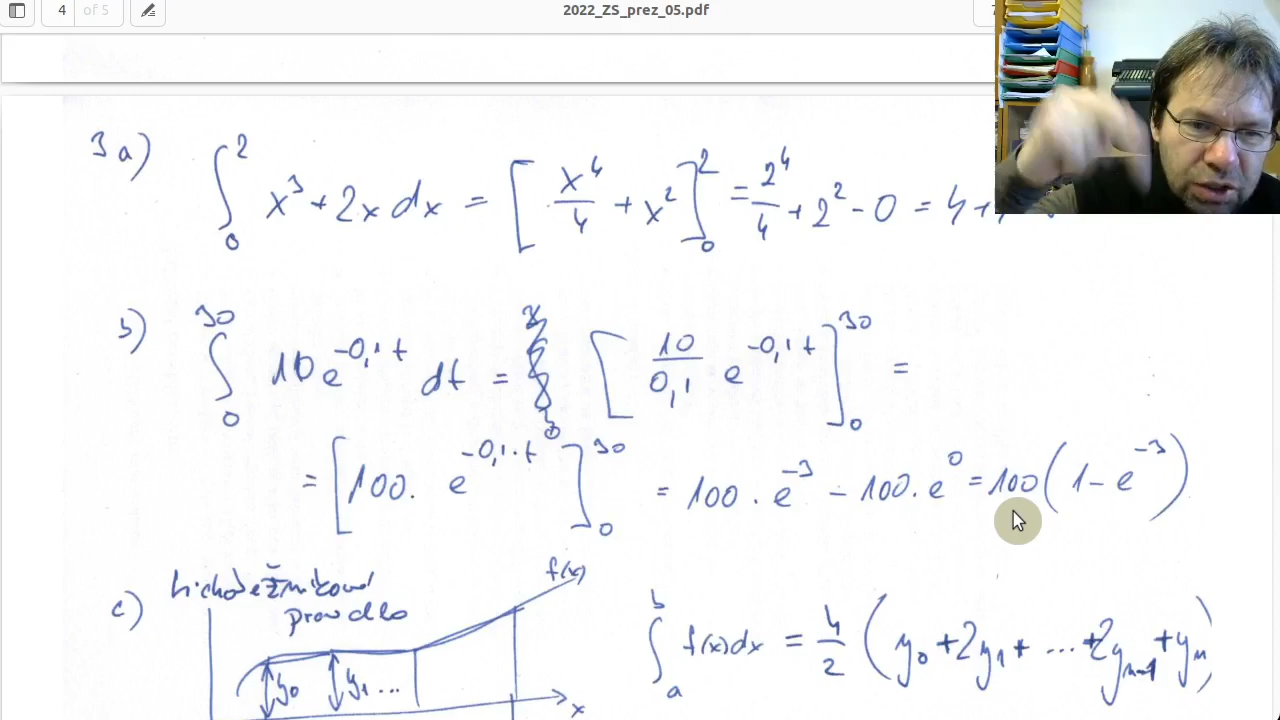 4 of 5 2022_ZS_prez_05.pdf
3a) ∫₀² x³+2x dx = [x⁴/4 + x²]₀² = 2⁴/4 + 2² - 0 = 4+
b) ∫₀³⁰ 10e^(-0,1t) dt = [10/0,1 e^(-0,1t)]₀³⁰ =
= [100. e^(-0,1·t)]₀³⁰ = 100 . e⁻³ - 100. e⁰ = 100(1-e⁻³)
c) lichoběžníkové
pravidlo
f(x)
∫ₐᵇ f(x)dx = h/2 (y₀ +2y₁ + ... +2yₙ₋₁ +yₙ)
y₀ y₁ ...
x